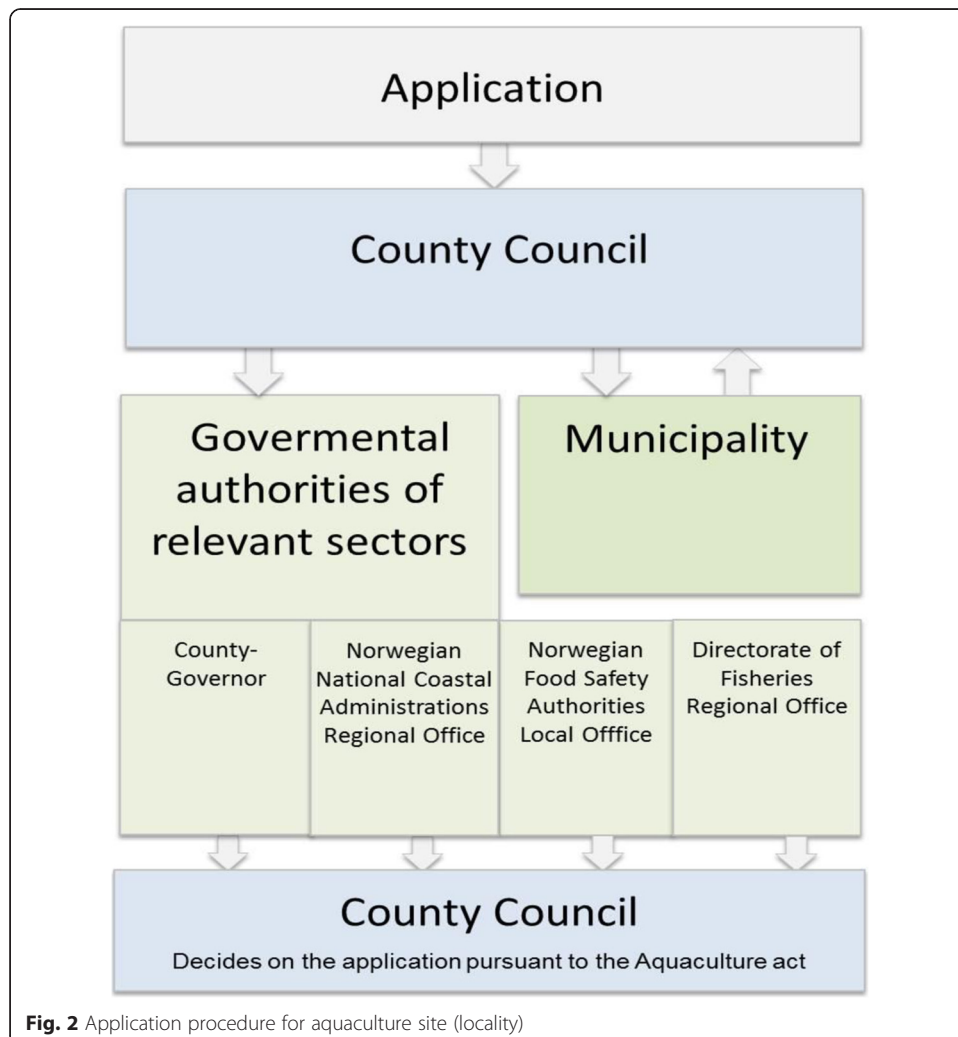 Application
County Council
Govermental
authorities of
relevant sectors
Municipality
County-
Governor
Norwegian
National Coastal
Administrations
Regional Office
Norwegian
Food Safety
Authorities
Local Offfice
Directorate of
Fisheries
Regional Office
County Council
Decides on the application pursuant to the Aquaculture act
Fig. 2 Application procedure for aquaculture site (locality)